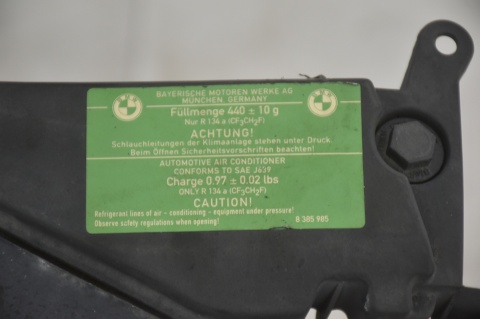 BAYERISCHE MOTOREN WERKE AG
MÜNCHEN, GERMANY
Füllmenge 440 ± 10 g
Nur R 134 a (CF₃CH₂F)
ACHTUNG!
Schlauchleitungen der Klimaanlage stehen unter Druck.
Beim Öffnen Sicherheitsvorschriften beachten!
AUTOMOTIVE AIR CONDITIONER
CONFORMS TO SAE J639
Charge 0.97 ± 0.02 lbs
ONLY R 134 a (CF₃CH₂F)
CAUTION!
Refrigerant lines of air - conditioning - equipment under pressure!
Observe safety regulations when opening!
8 385 985